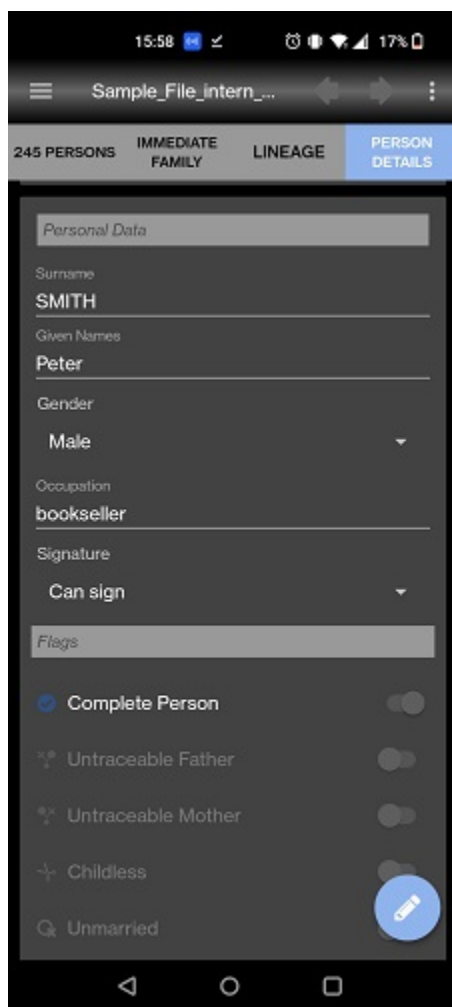 15:58 17%
Sample_File_intern_...
245 PERSONS IMMEDIATE FAMILY LINEAGE PERSON DETAILS
Personal Data
Surname
SMITH
Given Names
Peter
Gender
Male
Occupation
bookseller
Signature
Can sign
Flags
Complete Person
Untraceable Father
Untraceable Mother
Childless
Unmarried